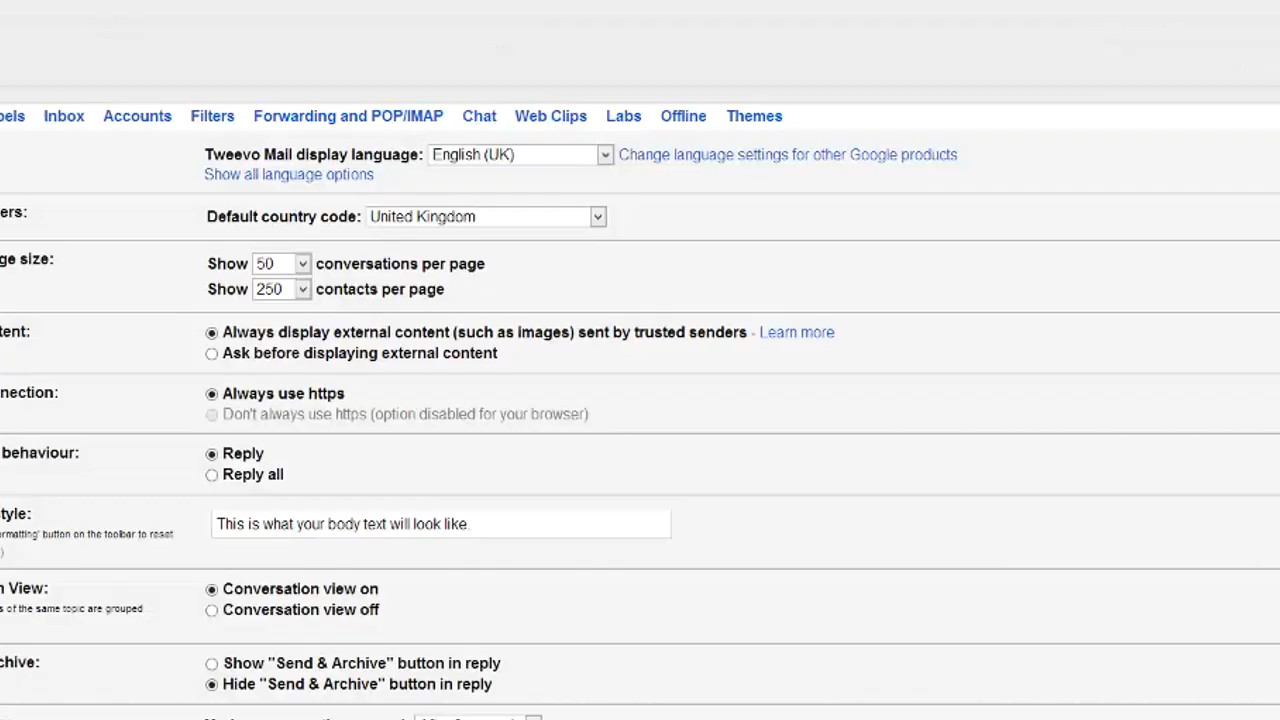 bels Inbox Accounts Filters Forwarding and POP/IMAP Chat Web Clips Labs Offline Themes
Tweevo Mail display language: English (UK) Change language settings for other Google products
Show all language options
ers: Default country code: United Kingdom
ge size: Show 50 conversations per page
Show 250 contacts per page
tent: Always display external content (such as images) sent by trusted senders - Learn more
Ask before displaying external content
nection: Always use https
Don't always use https (option disabled for your browser)
behaviour: Reply
Reply all
tyle: This is what your body text will look like.
ormatting' button on the toolbar to reset
)
n View: Conversation view on
s of the same topic are grouped Conversation view off
chive: Show "Send & Archive" button in reply
Hide "Send & Archive" button in reply